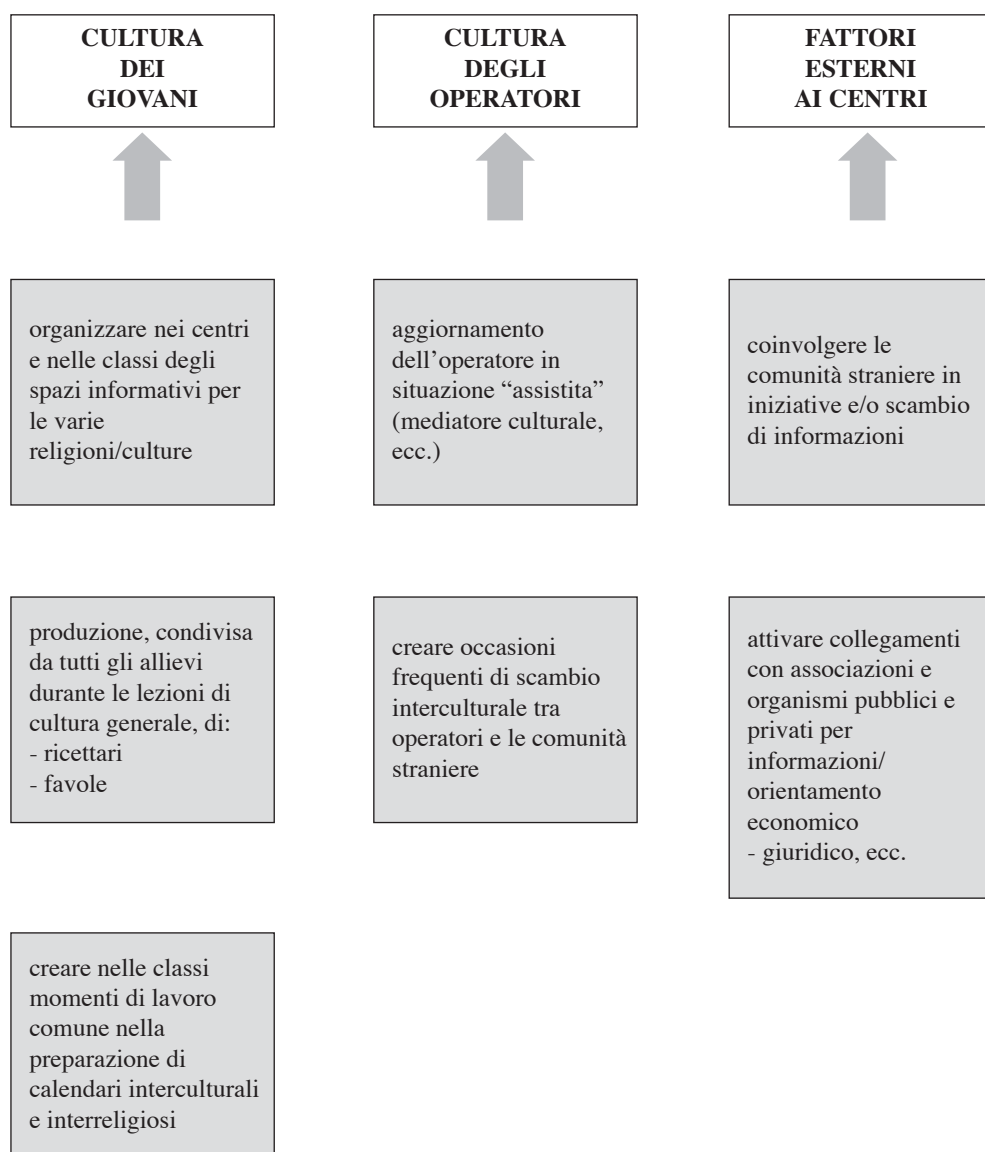 CULTURA
DEI
GIOVANI
organizzare nei centri
e nelle classi degli
spazi informativi per
le varie
religioni/culture
produzione, condivisa
da tutti gli allievi
durante le lezioni di
cultura generale, di:
- ricettari
- favole
creare nelle classi
momenti di lavoro
comune nella
preparazione di
calendari interculturali
e interreligiosi
CULTURA
DEGLI
OPERATORI
aggiornamento
dell’operatore in
situazione “assistita”
(mediatore culturale,
ecc.)
creare occasioni
frequenti di scambio
interculturale tra
operatori e le comunità
straniere
FATTORI
ESTERNI
AI CENTRI
coinvolgere le
comunità straniere in
iniziative e/o scambio
di informazioni
attivare collegamenti
con associazioni e
organismi pubblici e
privati per
informazioni/
orientamento
economico
- giuridico, ecc.